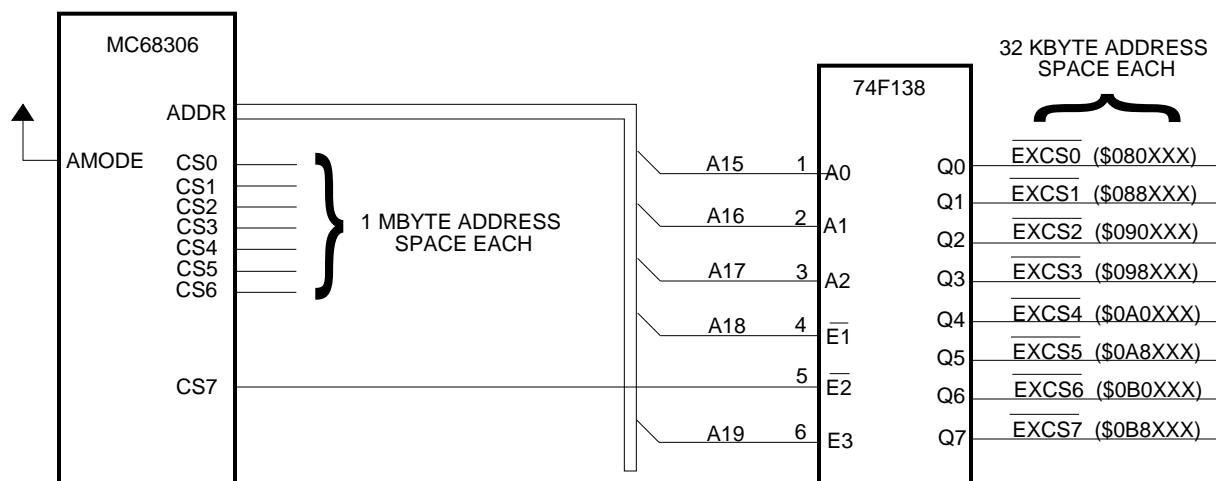 MC68306
ADDR
AMODE
CS0
CS1
CS2
CS3
CS4
CS5
CS6
1 MBYTE ADDRESS
SPACE EACH
CS7
A15
A16
A17
A18
A19
1
2
3
4
5
6
74F138
A0
A1
A2
E1
E2
E3
Q0
Q1
Q2
Q3
Q4
Q5
Q6
Q7
32 KBYTE ADDRESS
SPACE EACH
EXCS0 ($080XXX)
EXCS1 ($088XXX)
EXCS2 ($090XXX)
EXCS3 ($098XXX)
EXCS4 ($0A0XXX)
EXCS5 ($0A8XXX)
EXCS6 ($0B0XXX)
EXCS7 ($0B8XXX)